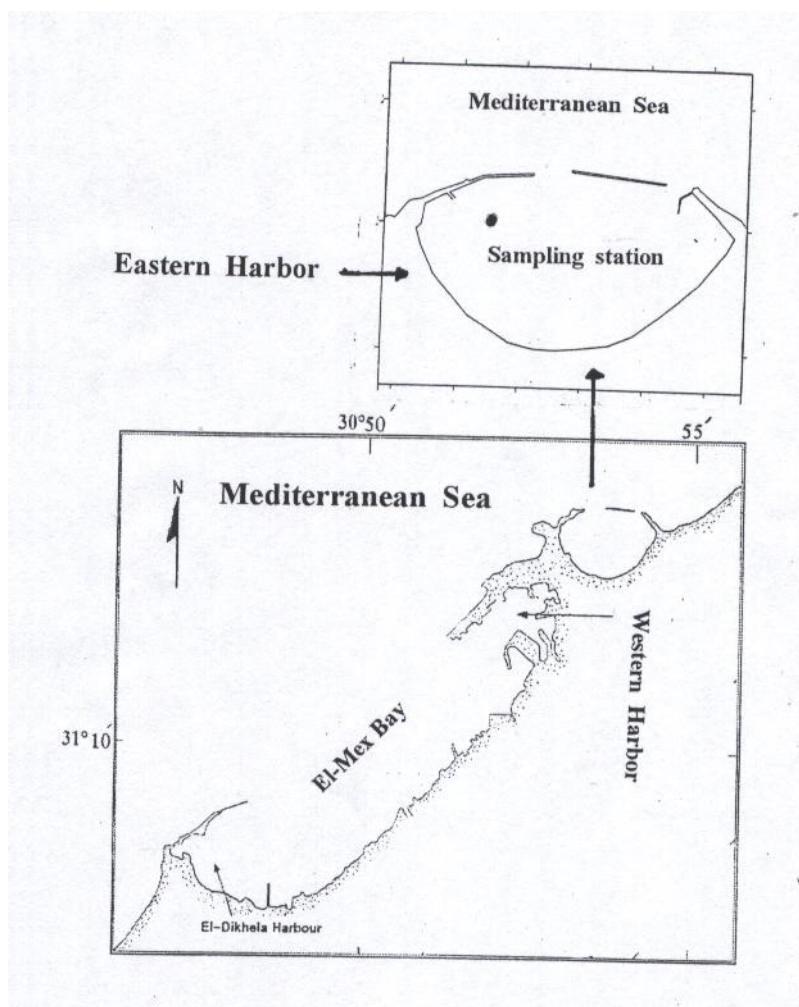 Mediterranean Sea
Sampling station
Eastern Harbor
30°50′
55′
N
Mediterranean Sea
Western Harbor
31°10′
El-Mex Bay
El-Dikhela Harbour